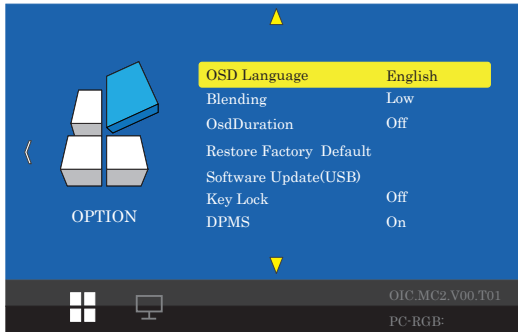 OSD Language English
Blending Low
OsdDuration Off
Restore Factory Default
Software Update(USB)
Key Lock Off
DPMS On
OPTION
OIC.MC2.V00.T01
PC-RGB: